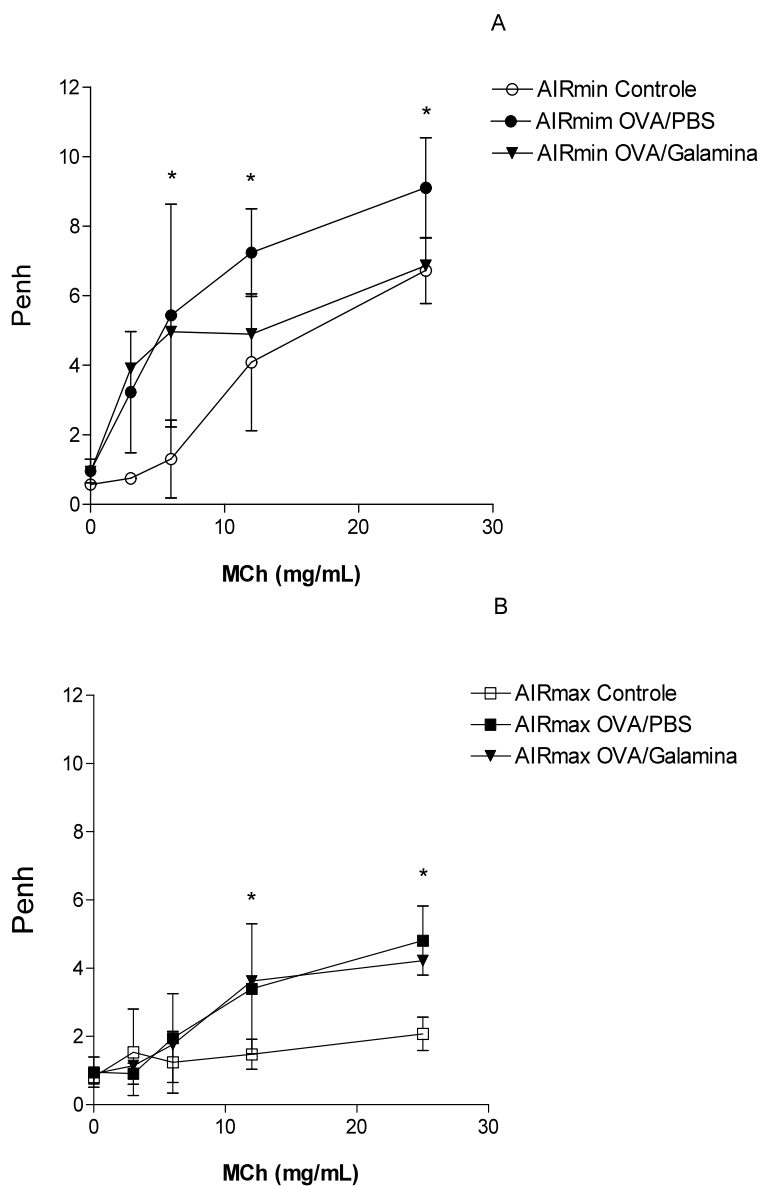 A
AIRmin Controle
AIRmim OVA/PBS
AIRmin OVA/Galamina
12
10
8
6
4
2
0
Penh
*
*
*
0 10 20 30
MCh (mg/mL)
B
AIRmax Controle
AIRmax OVA/PBS
AIRmax OVA/Galamina
12
10
8
6
4
2
0
Penh
*
*
0 10 20 30
MCh (mg/mL)